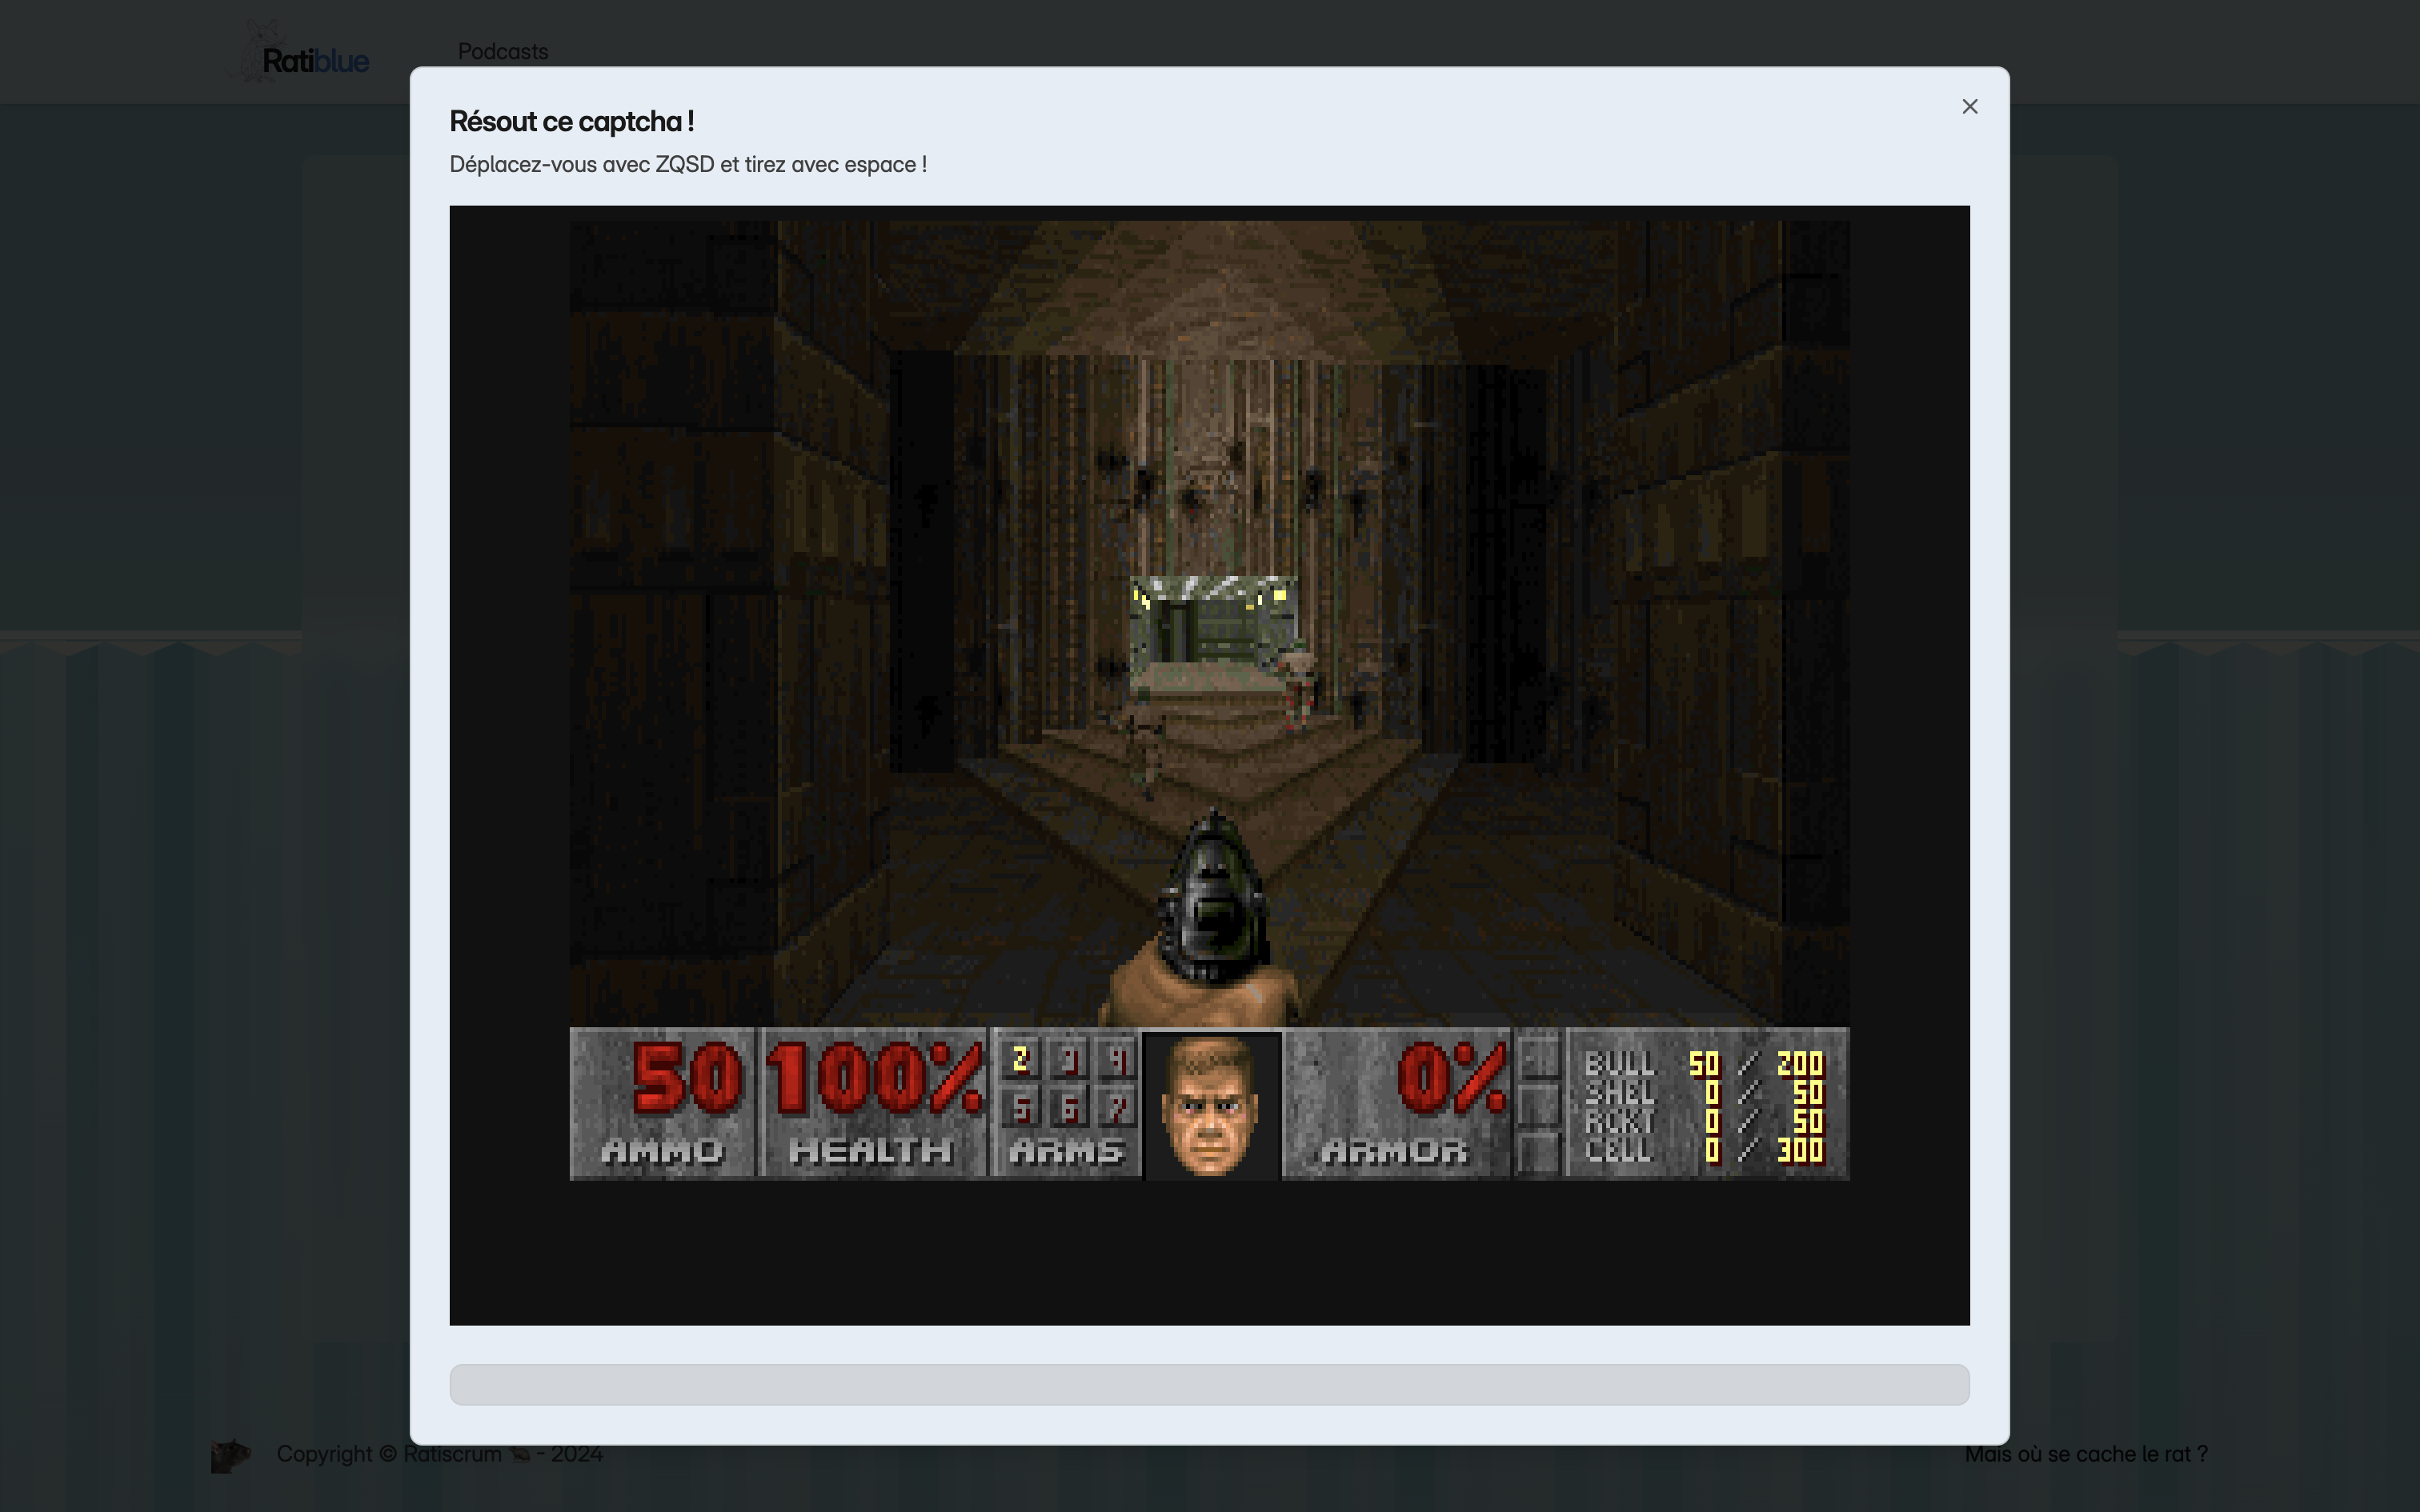 Ratiblue
Podcasts
Résout ce captcha !
Déplacez-vous avec ZQSD et tirez avec espace !
50 100% 2 3 4 0% BULL 50 / 200
5 6 7 SHEL 0 / 50
RCKT 0 / 50
AMMO HEALTH ARMS ARMOR CELL 0 / 300
Copyright © Ratiscrum 🐀 - 2024
Mais où se cache le rat ?